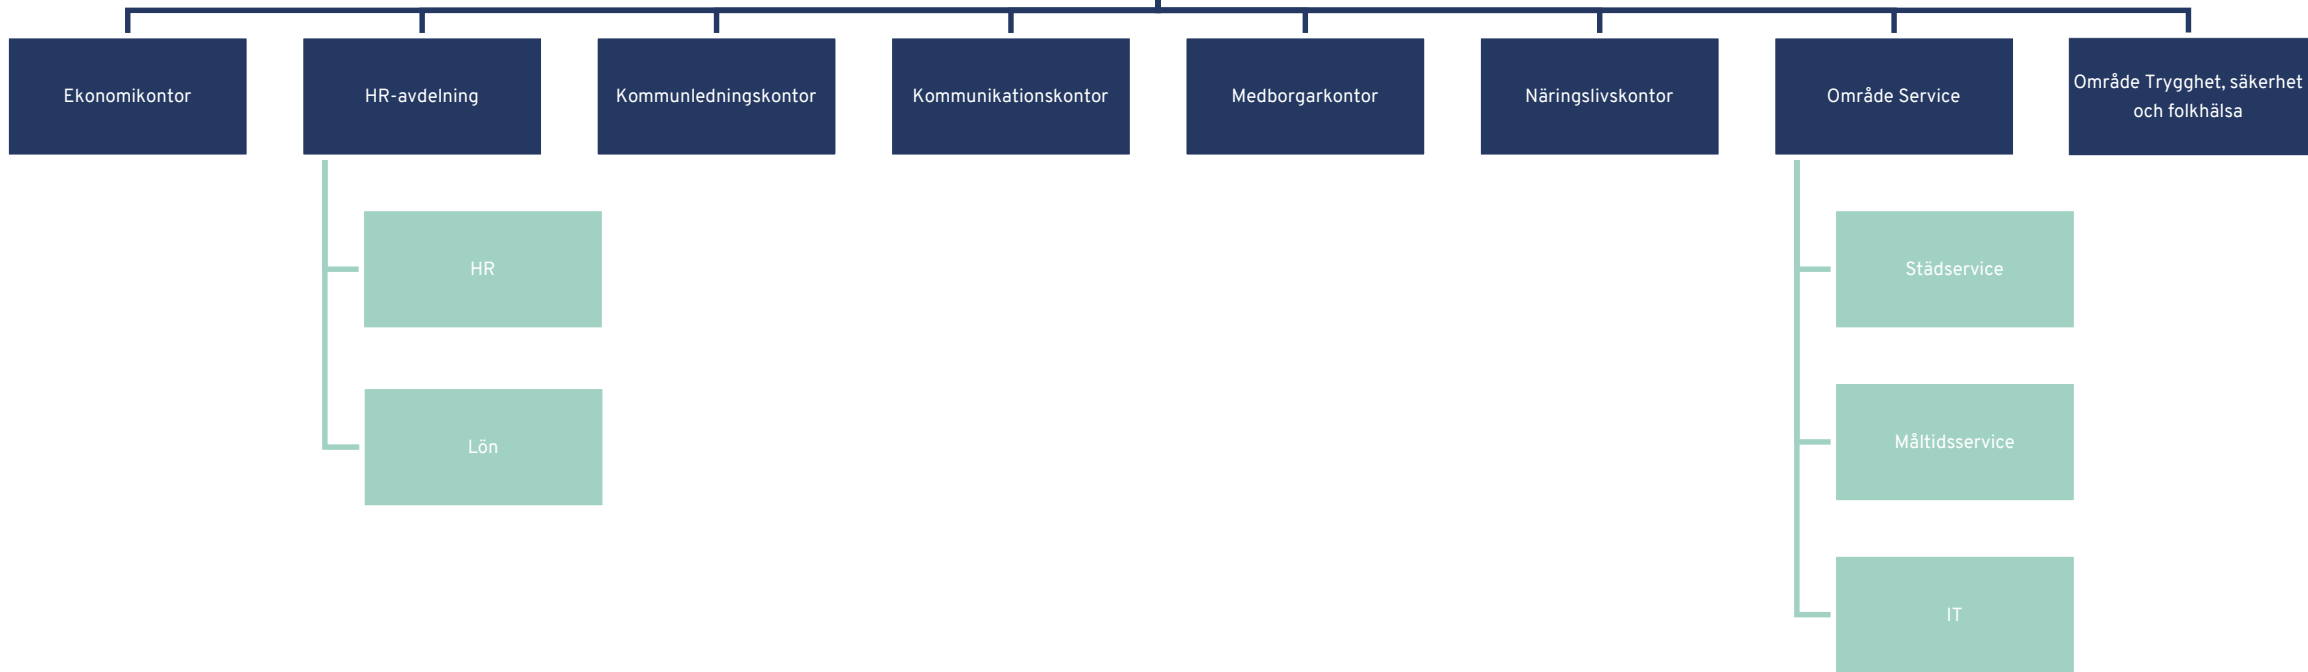 Ekonomikontor
HR-avdelning
Kommunledningskontor
Kommunikationskontor
Medborgarkontor
Näringslivskontor
Område Service
Område Trygghet, säkerhet
och folkhälsa
HR
Lön
Städservice
Måltidsservice
IT